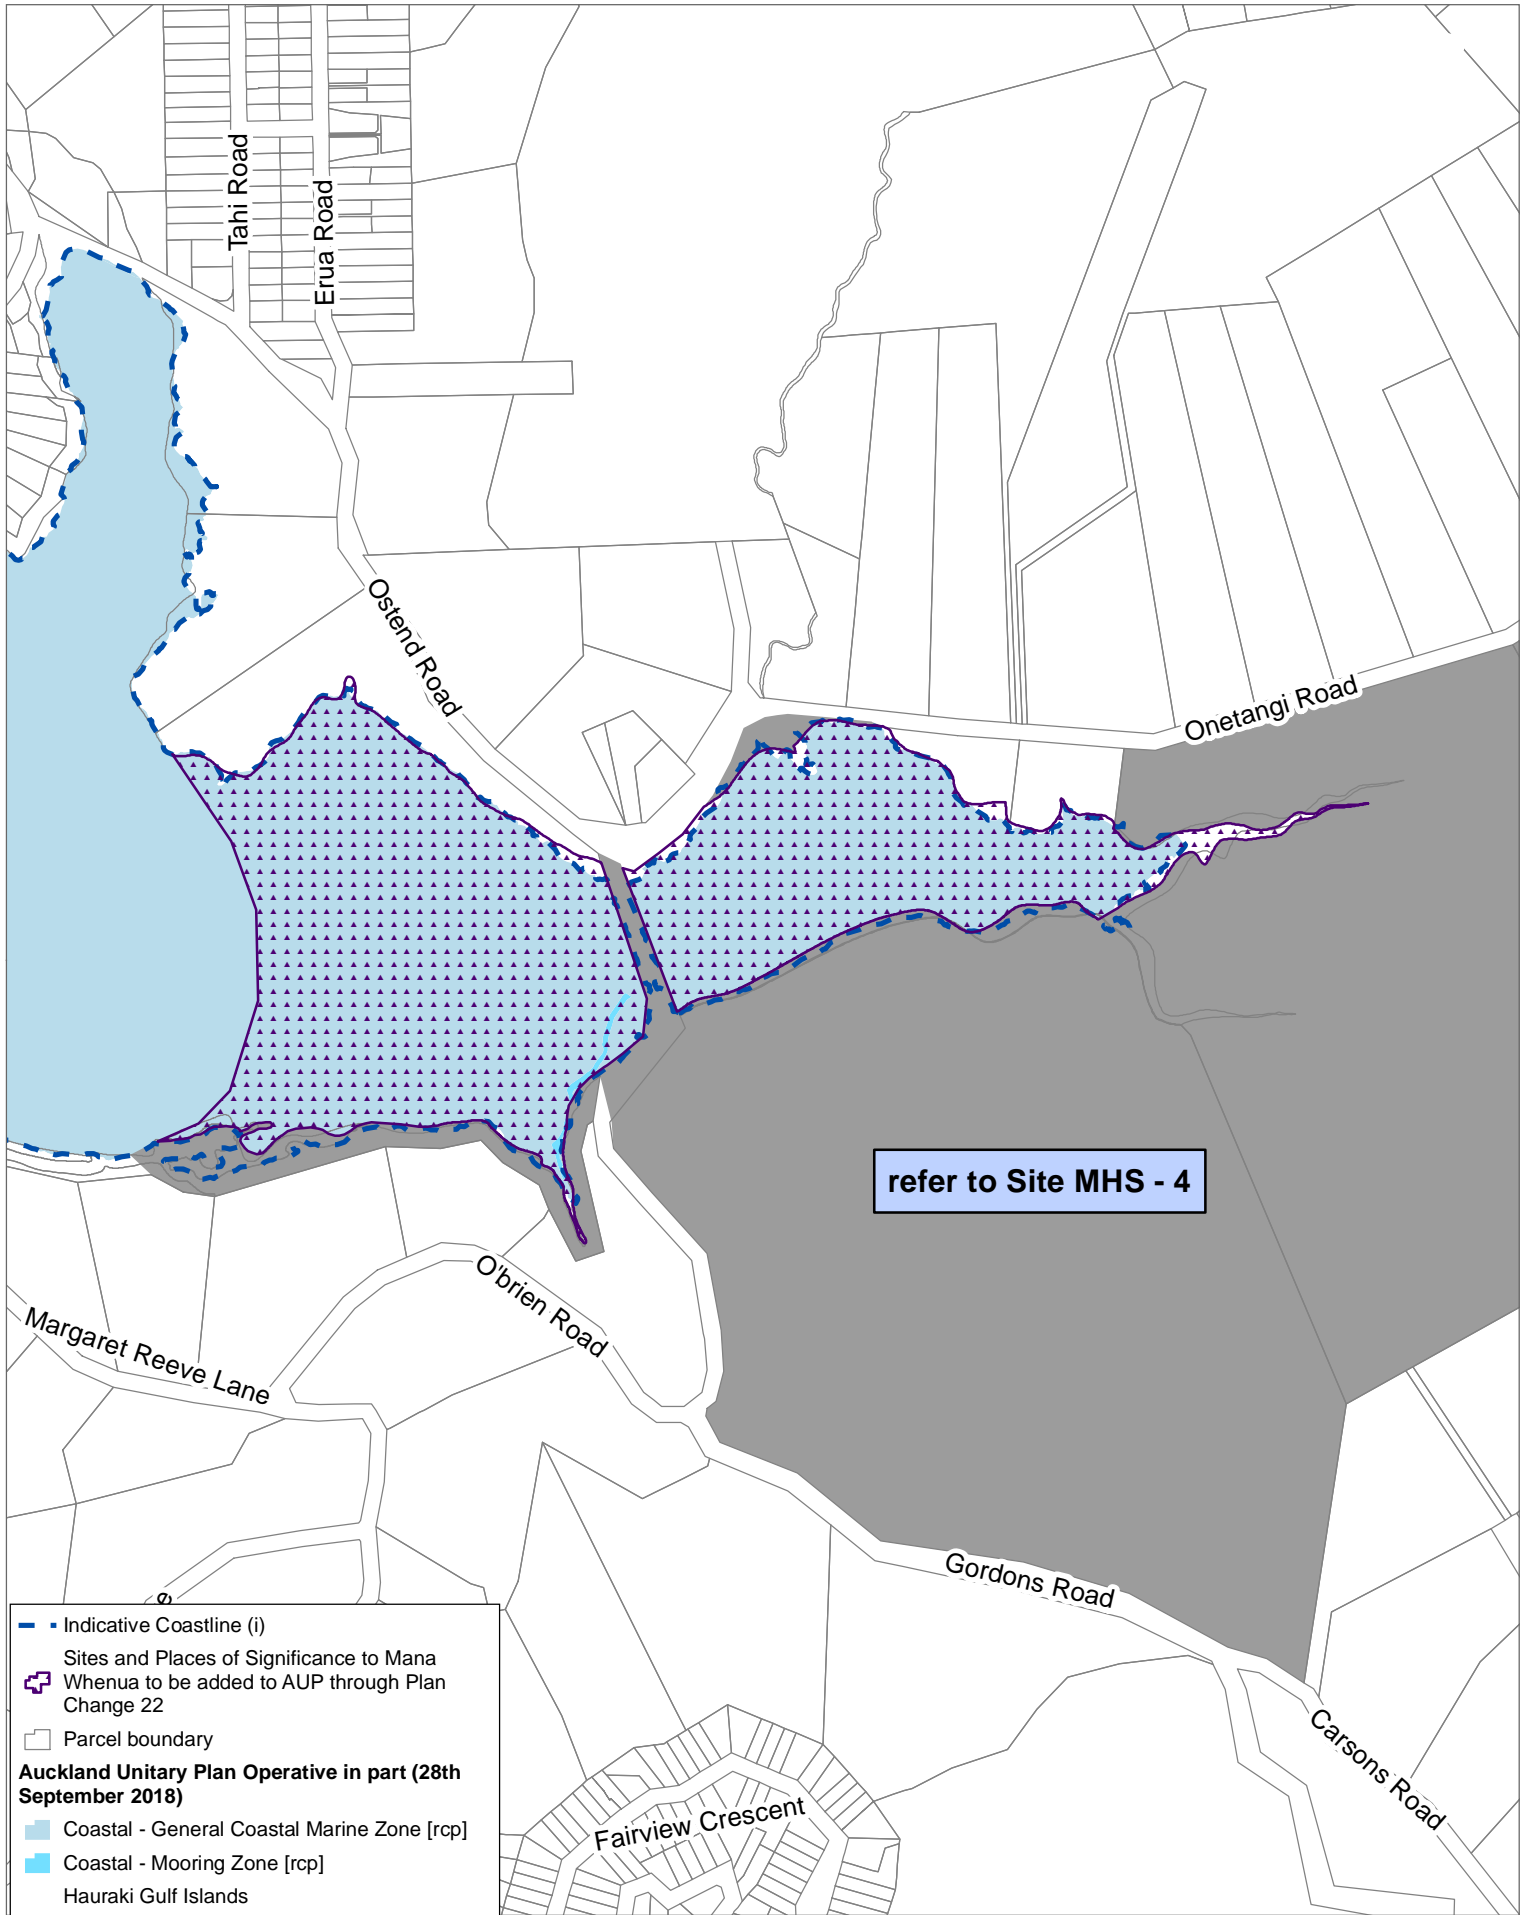 Tahi Road
Erua Road
Ostend Road
Onetangi Road
refer to Site MHS - 4
O'brien Road
Margaret Reeve Lane
Gordons Road
Carsons Road
Fairview Crescent
e
Indicative Coastline (i)
Sites and Places of Significance to Mana
Whenua to be added to AUP through Plan
Change 22
Parcel boundary
Auckland Unitary Plan Operative in part (28th
September 2018)
Coastal - General Coastal Marine Zone [rcp]
Coastal - Mooring Zone [rcp]
Hauraki Gulf Islands